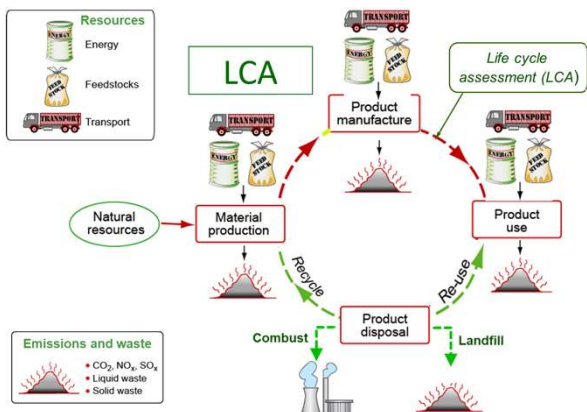 Resources
Energy
Feedstocks
Transport
ENERGY
FEED
STOCK
TRANSPORT
LCA
TRANSPORT
ENERGY
FEED
STOCK
Product
manufacture
Life cycle
assessment (LCA)
TRANSPORT
ENERGY
FEED
STOCK
TRANSPORT
ENERGY
FEED
STOCK
Natural
resources
Material
production
Product
use
Recycle
Re-use
Product
disposal
Combust
Landfill
Emissions and waste
• CO₂, NOₓ, SOₓ
• Liquid waste
• Solid waste